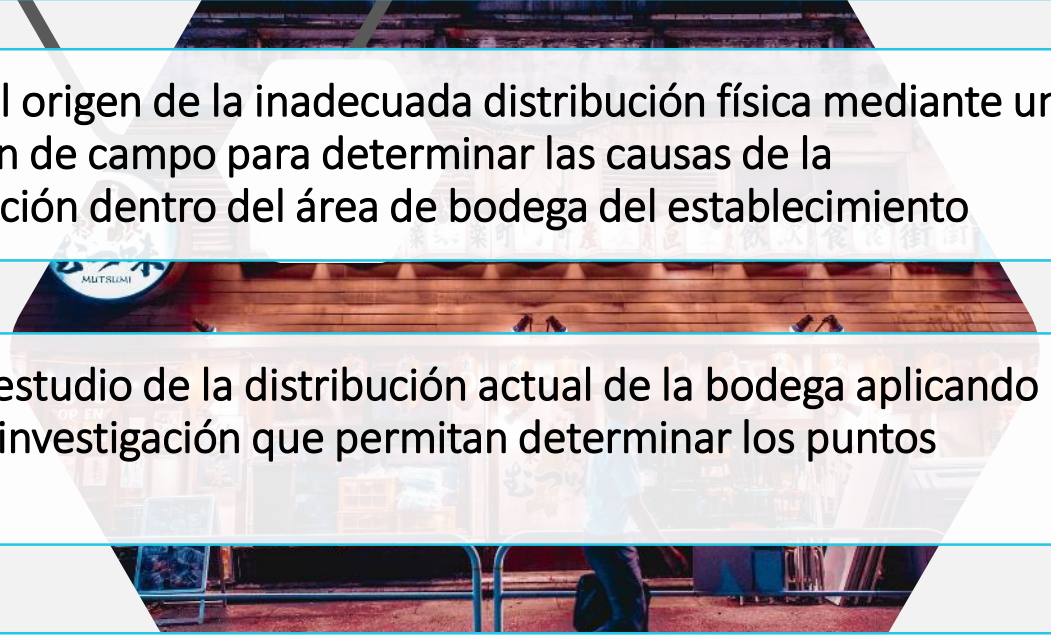 l origen de la inadecuada distribución física mediante un
n de campo para determinar las causas de la
ción dentro del área de bodega del establecimiento
MUTSUMI
estudio de la distribución actual de la bodega aplicando
investigación que permitan determinar los puntos